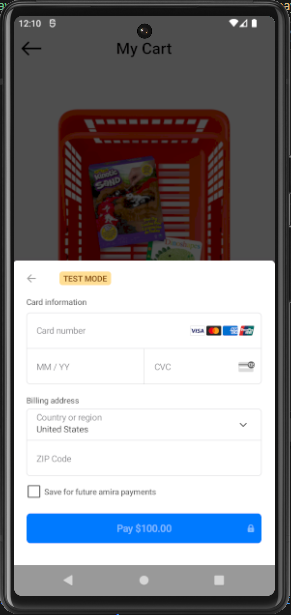 12:10
My Cart
SAND
TEST MODE
Card information
Card number
VISA
MM / YY
CVC
Billing address
Country or region
United States
ZIP Code
Save for future amira payments
Pay $100.00